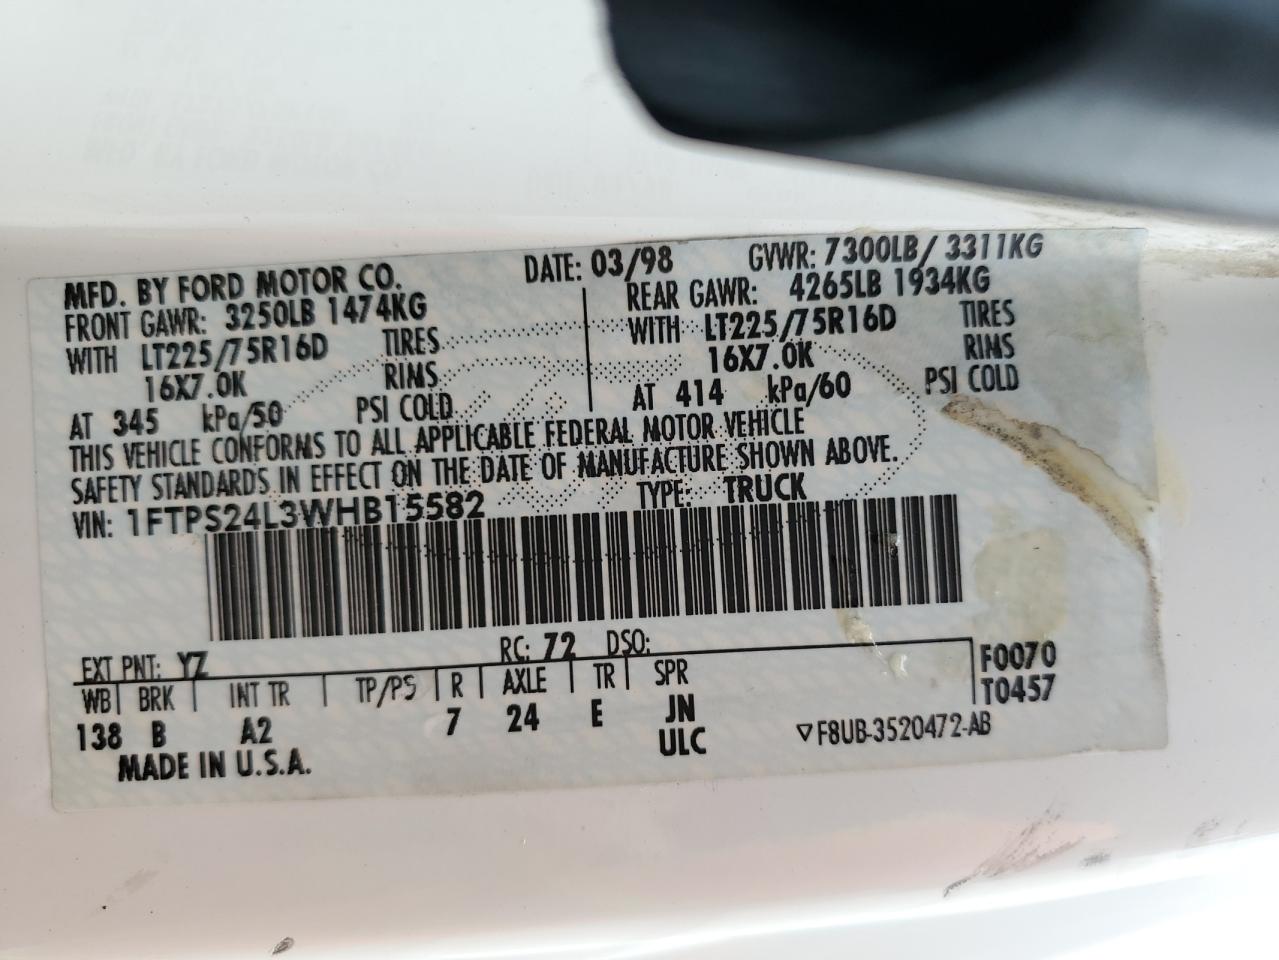 MFD. BY FORD MOTOR CO. DATE: 03/98 GVWR: 7300LB/ 3311KG
FRONT GAWR: 3250LB 1474KG REAR GAWR: 4265LB 1934KG
WITH LT225/75R16D TIRES WITH LT225/75R16D TIRES
16X7.0K RIMS 16X7.0K RIMS
AT 345 kPa/50 PSI COLD AT 414 kPa/60 PSI COLD
THIS VEHICLE CONFORMS TO ALL APPLICABLE FEDERAL MOTOR VEHICLE
SAFETY STANDARDS IN EFFECT ON THE DATE OF MANUFACTURE SHOWN ABOVE.
VIN: 1FTPS24L3WHB15582 TYPE: TRUCK
EXT PNT: YZ RC: 72 DSO:
WB BRK INT TR TP/PS R AXLE TR SPR F0070
138 B A2 7 24 E JN T0457
ULC ▽F8UB-3520472-AB
MADE IN U.S.A.